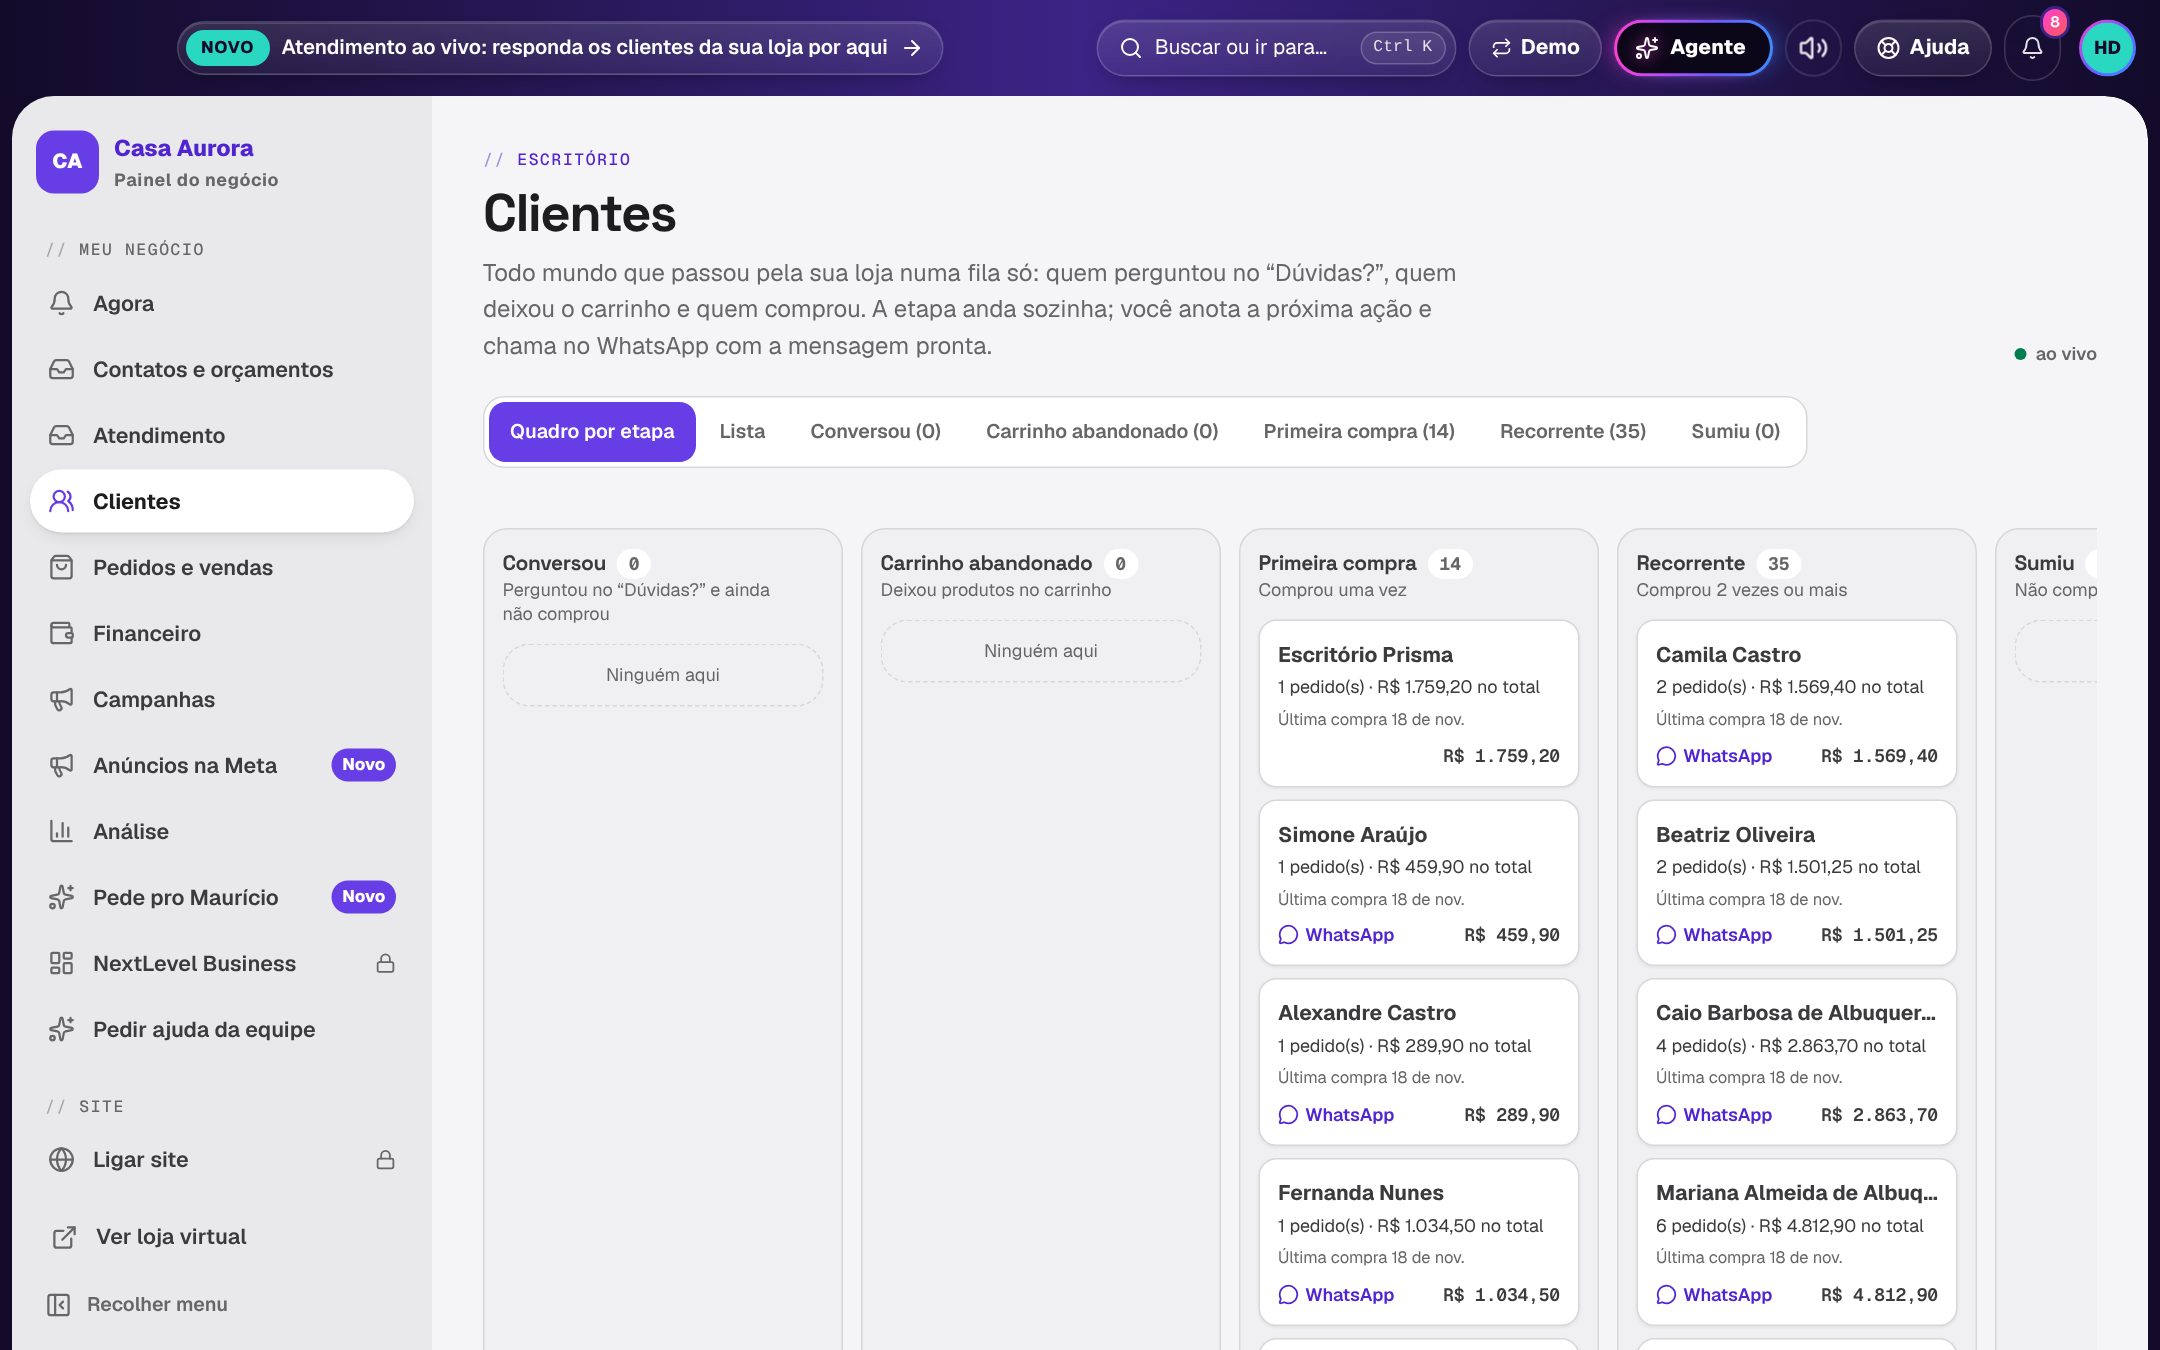 NOVO Atendimento ao vivo: responda os clientes da sua loja por aqui →
Buscar ou ir para... Ctrl K
Demo
Agente
Ajuda
8
HD
CA
Casa Aurora
Painel do negócio
// MEU NEGÓCIO
Agora
Contatos e orçamentos
Atendimento
Clientes
Pedidos e vendas
Financeiro
Campanhas
Anúncios na Meta Novo
Análise
Pede pro Maurício Novo
NextLevel Business
Pedir ajuda da equipe
// SITE
Ligar site
Ver loja virtual
Recolher menu
// ESCRITÓRIO
Clientes
Todo mundo que passou pela sua loja numa fila só: quem perguntou no “Dúvidas?”, quem
deixou o carrinho e quem comprou. A etapa anda sozinha; você anota a próxima ação e
chama no WhatsApp com a mensagem pronta.
ao vivo
Quadro por etapa Lista Conversou (0) Carrinho abandonado (0) Primeira compra (14) Recorrente (35) Sumiu (0)
Conversou 0
Perguntou no “Dúvidas?” e ainda
não comprou
Ninguém aqui
Carrinho abandonado 0
Deixou produtos no carrinho
Ninguém aqui
Primeira compra 14
Comprou uma vez
Escritório Prisma
1 pedido(s) · R$ 1.759,20 no total
Última compra 18 de nov.
R$ 1.759,20
Simone Araújo
1 pedido(s) · R$ 459,90 no total
Última compra 18 de nov.
WhatsApp R$ 459,90
Alexandre Castro
1 pedido(s) · R$ 289,90 no total
Última compra 18 de nov.
WhatsApp R$ 289,90
Fernanda Nunes
1 pedido(s) · R$ 1.034,50 no total
Última compra 18 de nov.
WhatsApp R$ 1.034,50
Recorrente 35
Comprou 2 vezes ou mais
Camila Castro
2 pedido(s) · R$ 1.569,40 no total
Última compra 18 de nov.
WhatsApp R$ 1.569,40
Beatriz Oliveira
2 pedido(s) · R$ 1.501,25 no total
Última compra 18 de nov.
WhatsApp R$ 1.501,25
Caio Barbosa de Albuquer...
4 pedido(s) · R$ 2.863,70 no total
Última compra 18 de nov.
WhatsApp R$ 2.863,70
Mariana Almeida de Albuq...
6 pedido(s) · R$ 4.812,90 no total
Última compra 18 de nov.
WhatsApp R$ 4.812,90
Sumiu
Não comp